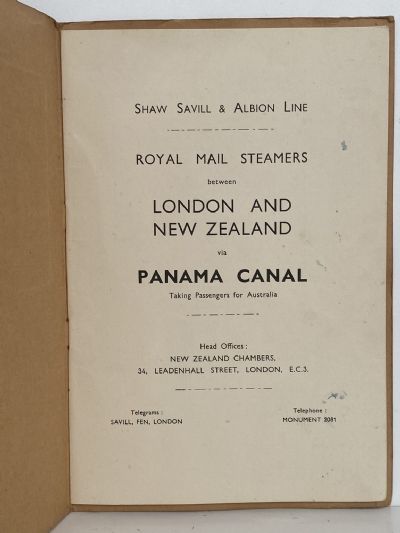 SHAW SAVILL & ALBION LINE
ROYAL MAIL STEAMERS
between
LONDON AND
NEW ZEALAND
via
PANAMA CANAL
Taking Passengers for Australia
Head Offices :
NEW ZEALAND CHAMBERS,
34, LEADENHALL STREET, LONDON, E.C.3.
Telegrams :
SAVILL, FEN, LONDON
Telephone :
MONUMENT 2081